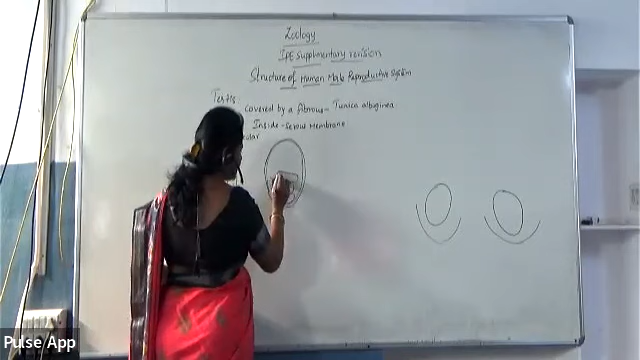 Zoology
IPE Supplimentary revision
Structure of Human Male Reproductive System
Testis:
covered by a fibrous - Tunica albuginea
Inside - serous Membrane
Pulse App